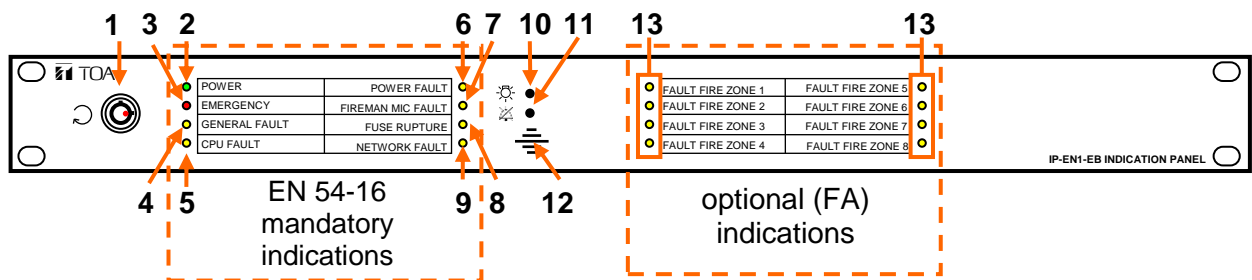 1 3 2 6 7 10 11 13 13
TOA
POWER POWER FAULT
EMERGENCY FIREMAN MIC FAULT
GENERAL FAULT FUSE RUPTURE
CPU FAULT NETWORK FAULT
FAULT FIRE ZONE 1 FAULT FIRE ZONE 5
FAULT FIRE ZONE 2 FAULT FIRE ZONE 6
FAULT FIRE ZONE 3 FAULT FIRE ZONE 7
FAULT FIRE ZONE 4 FAULT FIRE ZONE 8
IP-EN1-EB INDICATION PANEL
4 5 9 8 12
EN 54-16
mandatory
indications
optional (FA)
indications